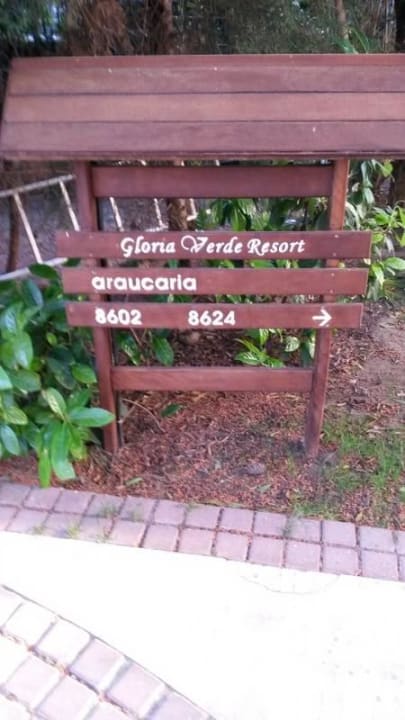 Gloria Verde Resort
araucaria
8602 8624 →